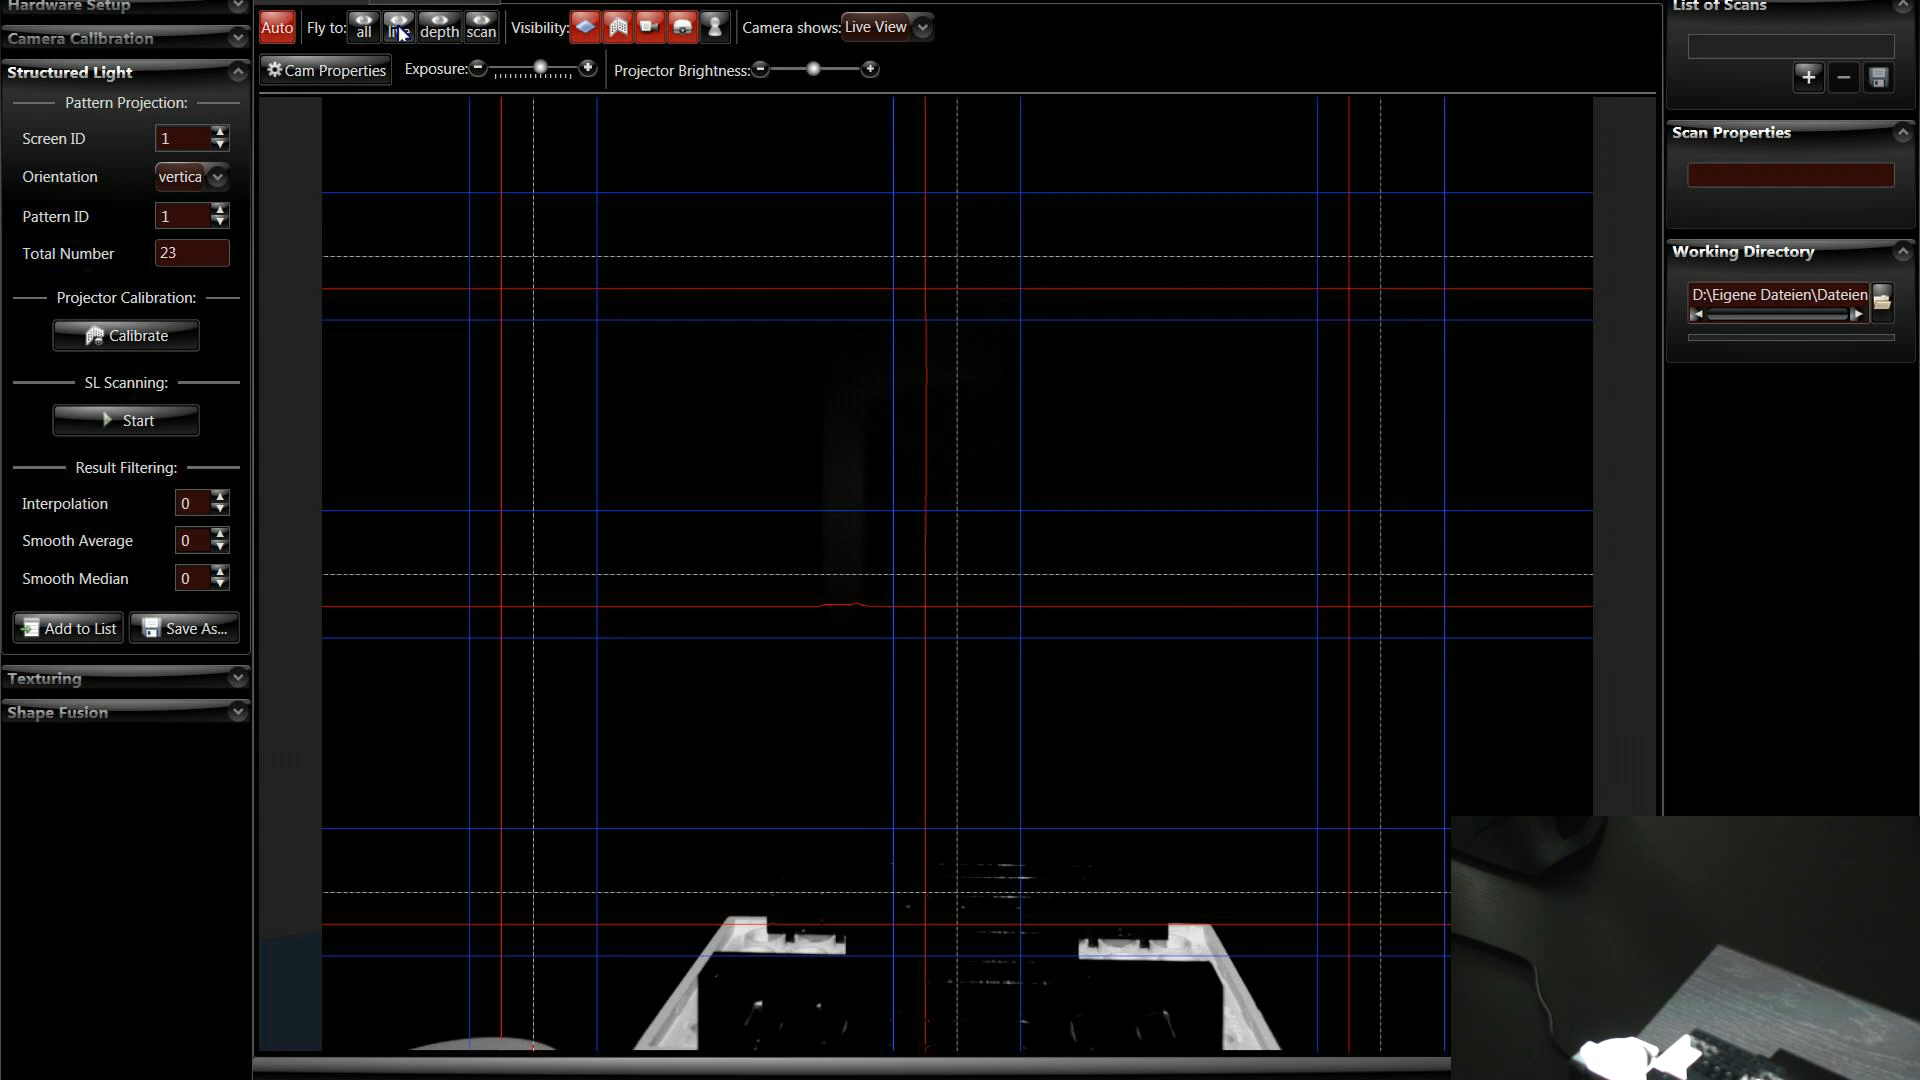 Hardware Setup
Camera Calibration
Structured Light
Pattern Projection:
Screen ID 1
Orientation vertica
Pattern ID 1
Total Number 23
Projector Calibration:
Calibrate
SL Scanning:
Start
Result Filtering:
Interpolation 0
Smooth Average 0
Smooth Median 0
Add to List Save As...
Texturing
Shape Fusion
Auto Fly to: all live depth scan Visibility: Camera shows: Live View
Cam Properties Exposure: Projector Brightness:
List of Scans
Scan Properties
Working Directory
D:\Eigene Dateien\Dateien